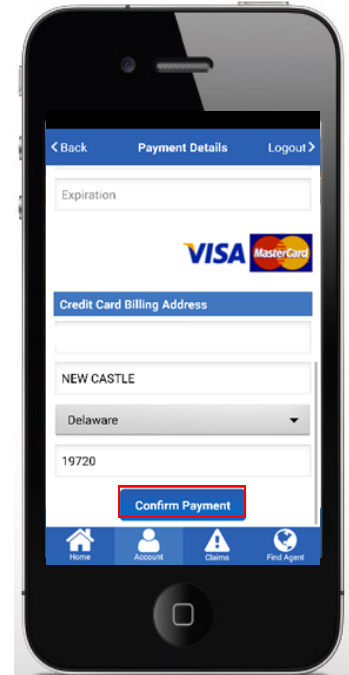 Back Payment Details Logout
Expiration
VISA MasterCard
Credit Card Billing Address
NEW CASTLE
Delaware
19720
Confirm Payment
Home Account Claims Find Agent